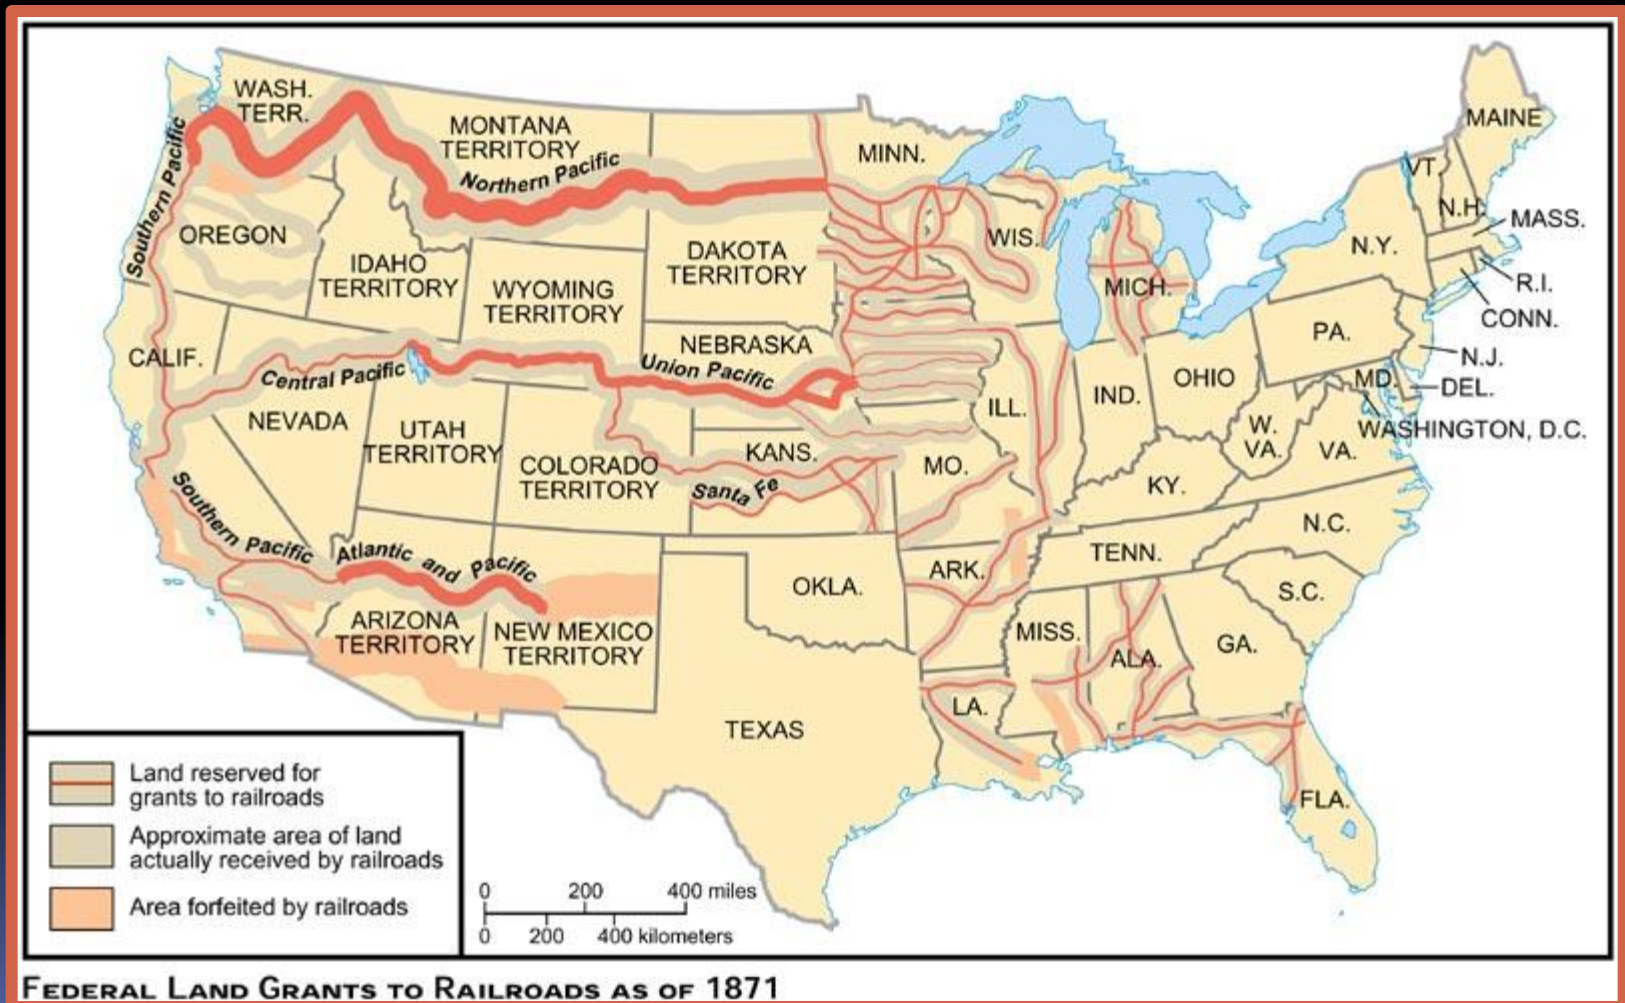 WASH.
TERR.
MONTANA
TERRITORY
Northern Pacific
MINN.
MAINE
VT.
N.H.
MASS.
Southern Pacific
OREGON
IDAHO
TERRITORY
WYOMING
TERRITORY
DAKOTA
TERRITORY
WIS.
MICH.
N.Y.
R.I.
CONN.
CALIF.
Central Pacific
NEVADA
NEBRASKA
Union Pacific
PA.
N.J.
MD.
DEL.
WASHINGTON, D.C.
OHIO
IND.
ILL.
W.
VA.
VA.
UTAH
TERRITORY
COLORADO
TERRITORY
KANS.
Santa Fe
MO.
KY.
Southern Pacific
Atlantic and Pacific
ARIZONA
TERRITORY
NEW MEXICO
TERRITORY
OKLA.
ARK.
TENN.
N.C.
S.C.
MISS.
ALA.
GA.
TEXAS
LA.
FLA.
Land reserved for
grants to railroads
Approximate area of land
actually received by railroads
Area forfeited by railroads
0 200 400 miles
0 200 400 kilometers
FEDERAL LAND GRANTS TO RAILROADS AS OF 1871